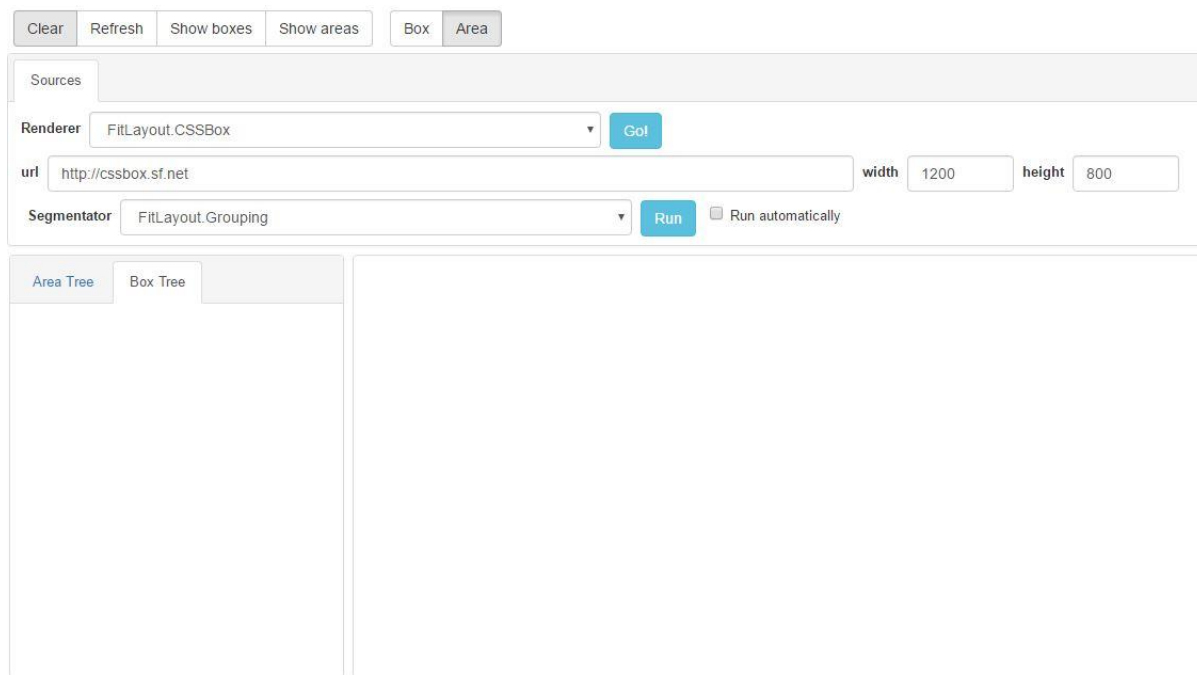 Clear Refresh Show boxes Show areas Box Area
Sources
Renderer FitLayout.CSSBox Go!
url http://cssbox.sf.net width 1200 height 800
Segmentator FitLayout.Grouping Run Run automatically
Area Tree Box Tree